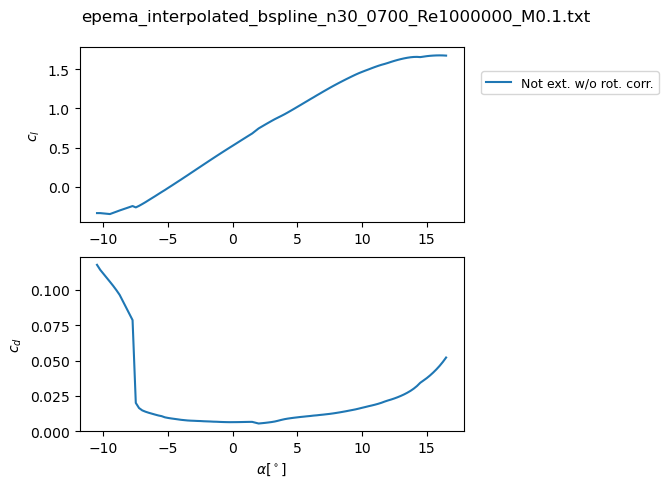 epema_interpolated_bspline_n30_0700_Re1000000_M0.1.txt
1.5
1.0
0.5
0.0
c_l
−10 −5 0 5 10 15
Not ext. w/o rot. corr.
0.100
0.075
0.050
0.025
0.000
c_d
−10 −5 0 5 10 15
α[°]